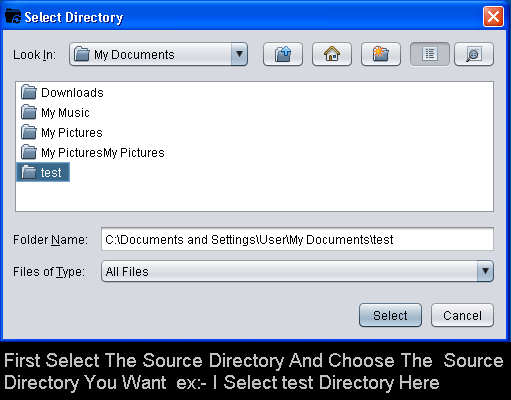 Select Directory
Look In: My Documents
Downloads
My Music
My Pictures
My PicturesMy Pictures
test
Folder Name: C:\Documents and Settings\User\My Documents\test
Files of Type: All Files
Select Cancel
First Select The Source Directory And Choose The  Source
Directory You Want  ex:- I Select test Directory Here